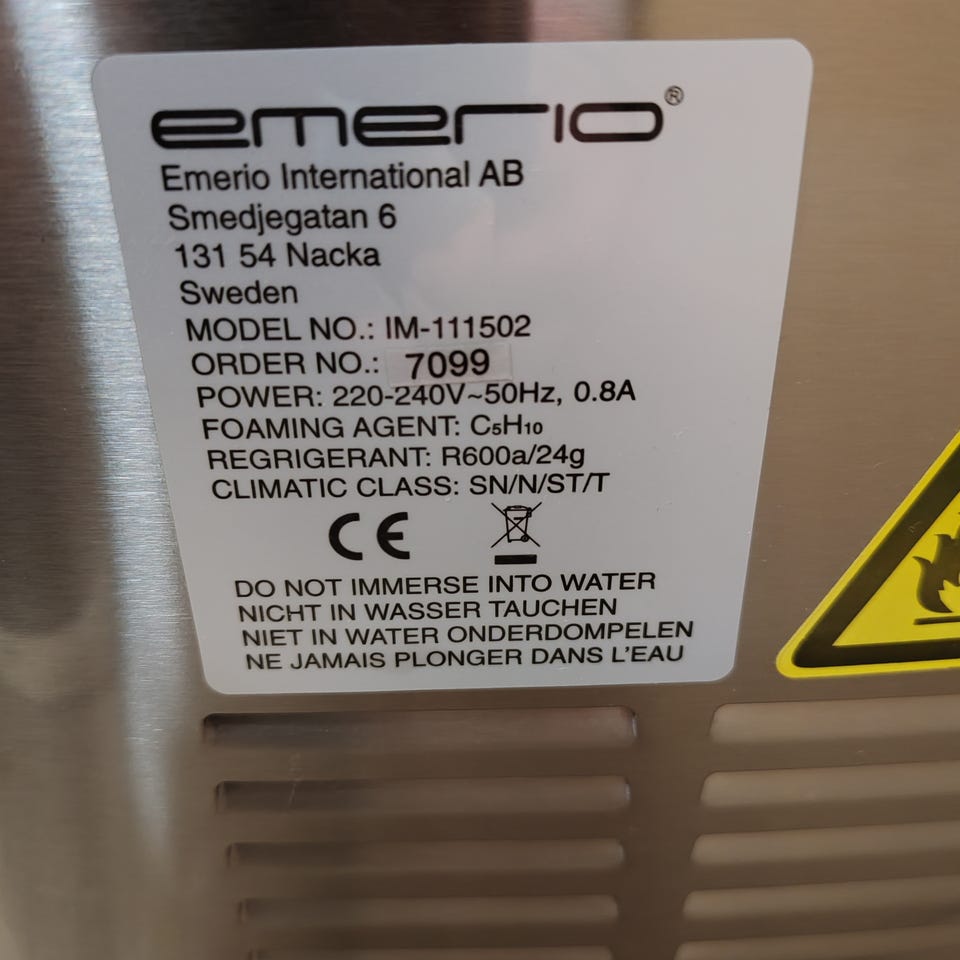 emerio®
Emerio International AB
Smedjegatan 6
131 54 Nacka
Sweden
MODEL NO.: IM-111502
ORDER NO.: 7099
POWER: 220-240V~50Hz, 0.8A
FOAMING AGENT: C₅H₁₀
REGRIGERANT: R600a/24g
CLIMATIC CLASS: SN/N/ST/T
CE
DO NOT IMMERSE INTO WATER
NICHT IN WASSER TAUCHEN
NIET IN WATER ONDERDOMPELEN
NE JAMAIS PLONGER DANS L'EAU